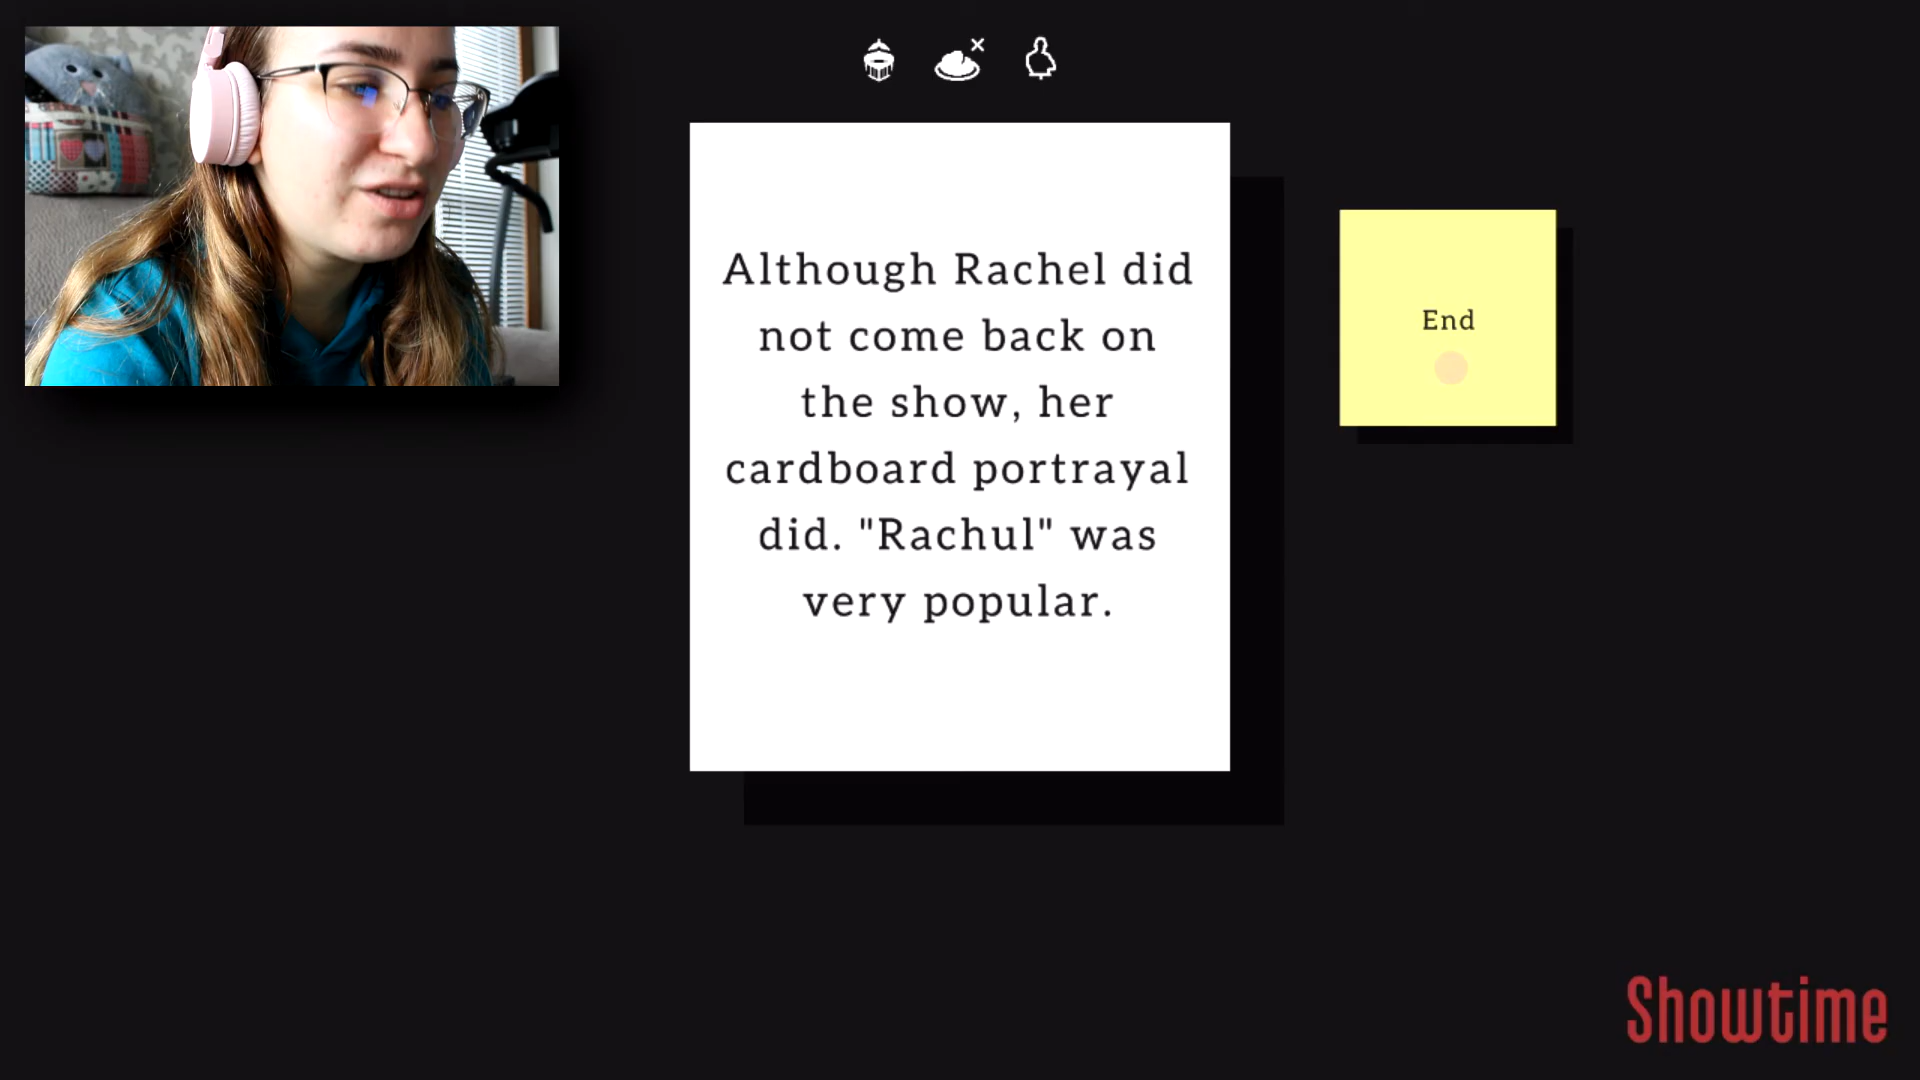 Although Rachel did
not come back on
the show, her
cardboard portrayal
did. "Rachul" was
very popular.
End
Showtime